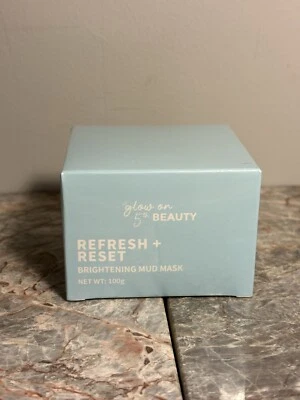 glow on
5th BEAUTY
REFRESH +
RESET
BRIGHTENING MUD MASK
NET WT: 100g